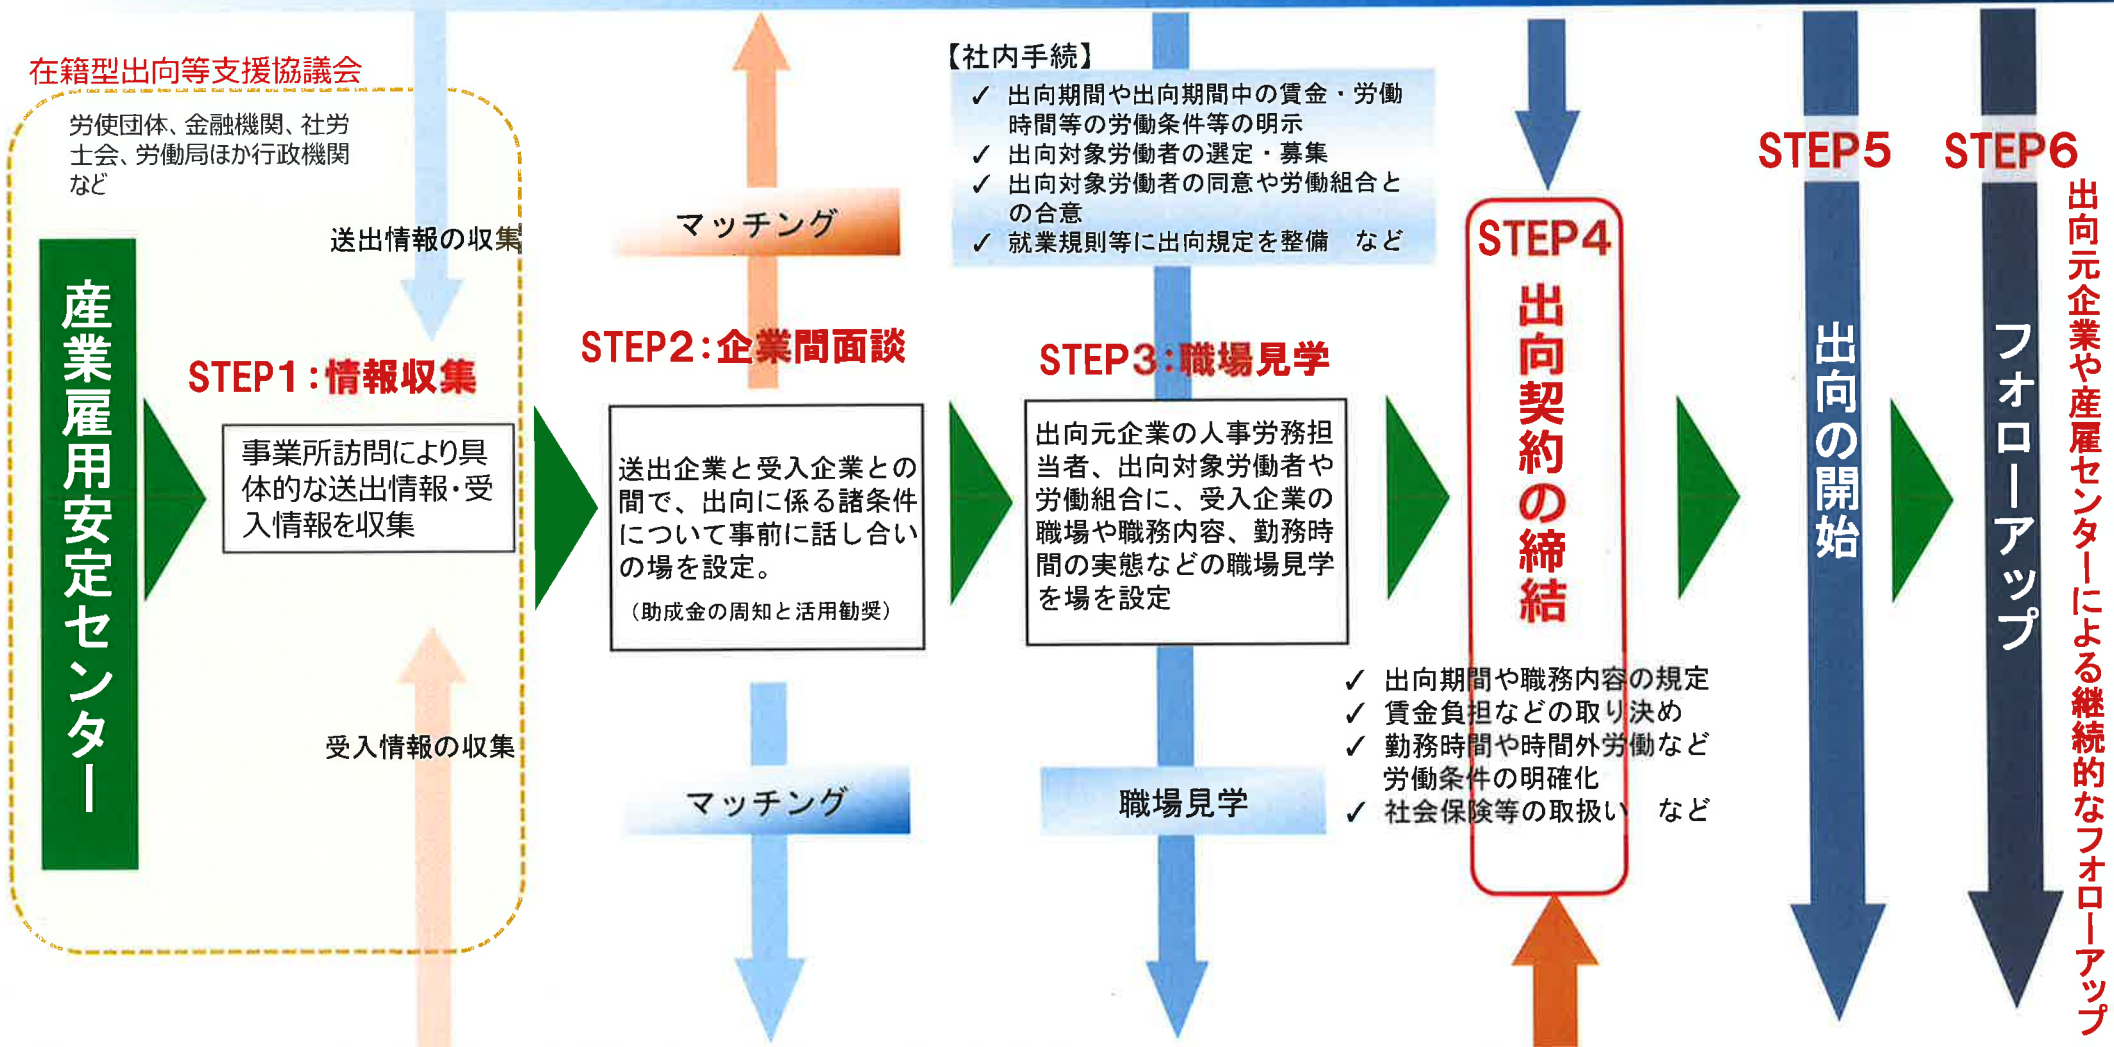 在籍型出向等支援協議会
労使団体、金融機関、社労
士会、労働局ほか行政機関
など
産業雇用安定センター
送出情報の収集
STEP1:情報収集
事業所訪問により具
体的な送出情報・受
入情報を収集
受入情報の収集
マッチング
STEP2:企業間面談
送出企業と受入企業との
間で、出向に係る諸条件
について事前に話し合い
の場を設定。
(助成金の周知と活用勧奨)
マッチング
【社内手続】
✓ 出向期間や出向期間中の賃金・労働
時間等の労働条件等の明示
✓ 出向対象労働者の選定・募集
✓ 出向対象労働者の同意や労働組合と
の合意
✓ 就業規則等に出向規定を整備 など
STEP3:職場見学
出向元企業の人事労務担
当者、出向対象労働者や
労働組合に、受入企業の
職場や職務内容、勤務時
間の実態などの職場見学
を場を設定
職場見学
STEP4
出向契約の締結
✓ 出向期間や職務内容の規定
✓ 賃金負担などの取り決め
✓ 勤務時間や時間外労働など
労働条件の明確化
✓ 社会保険等の取扱い など
STEP5
出向の開始
STEP6
フォローアップ
出向元企業や産雇センターによる継続的なフォローアップ